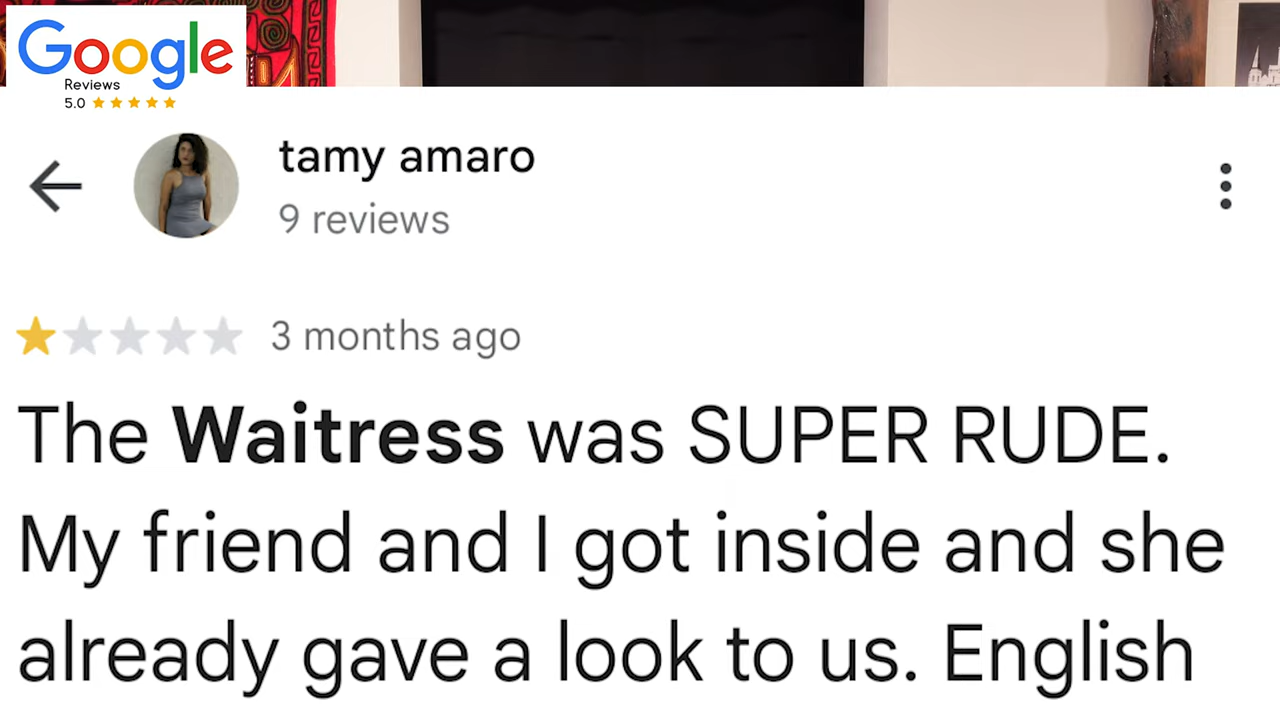 Google
Reviews
5.0
tamy amaro
9 reviews
3 months ago
The Waitress was SUPER RUDE.
My friend and I got inside and she
already gave a look to us. English